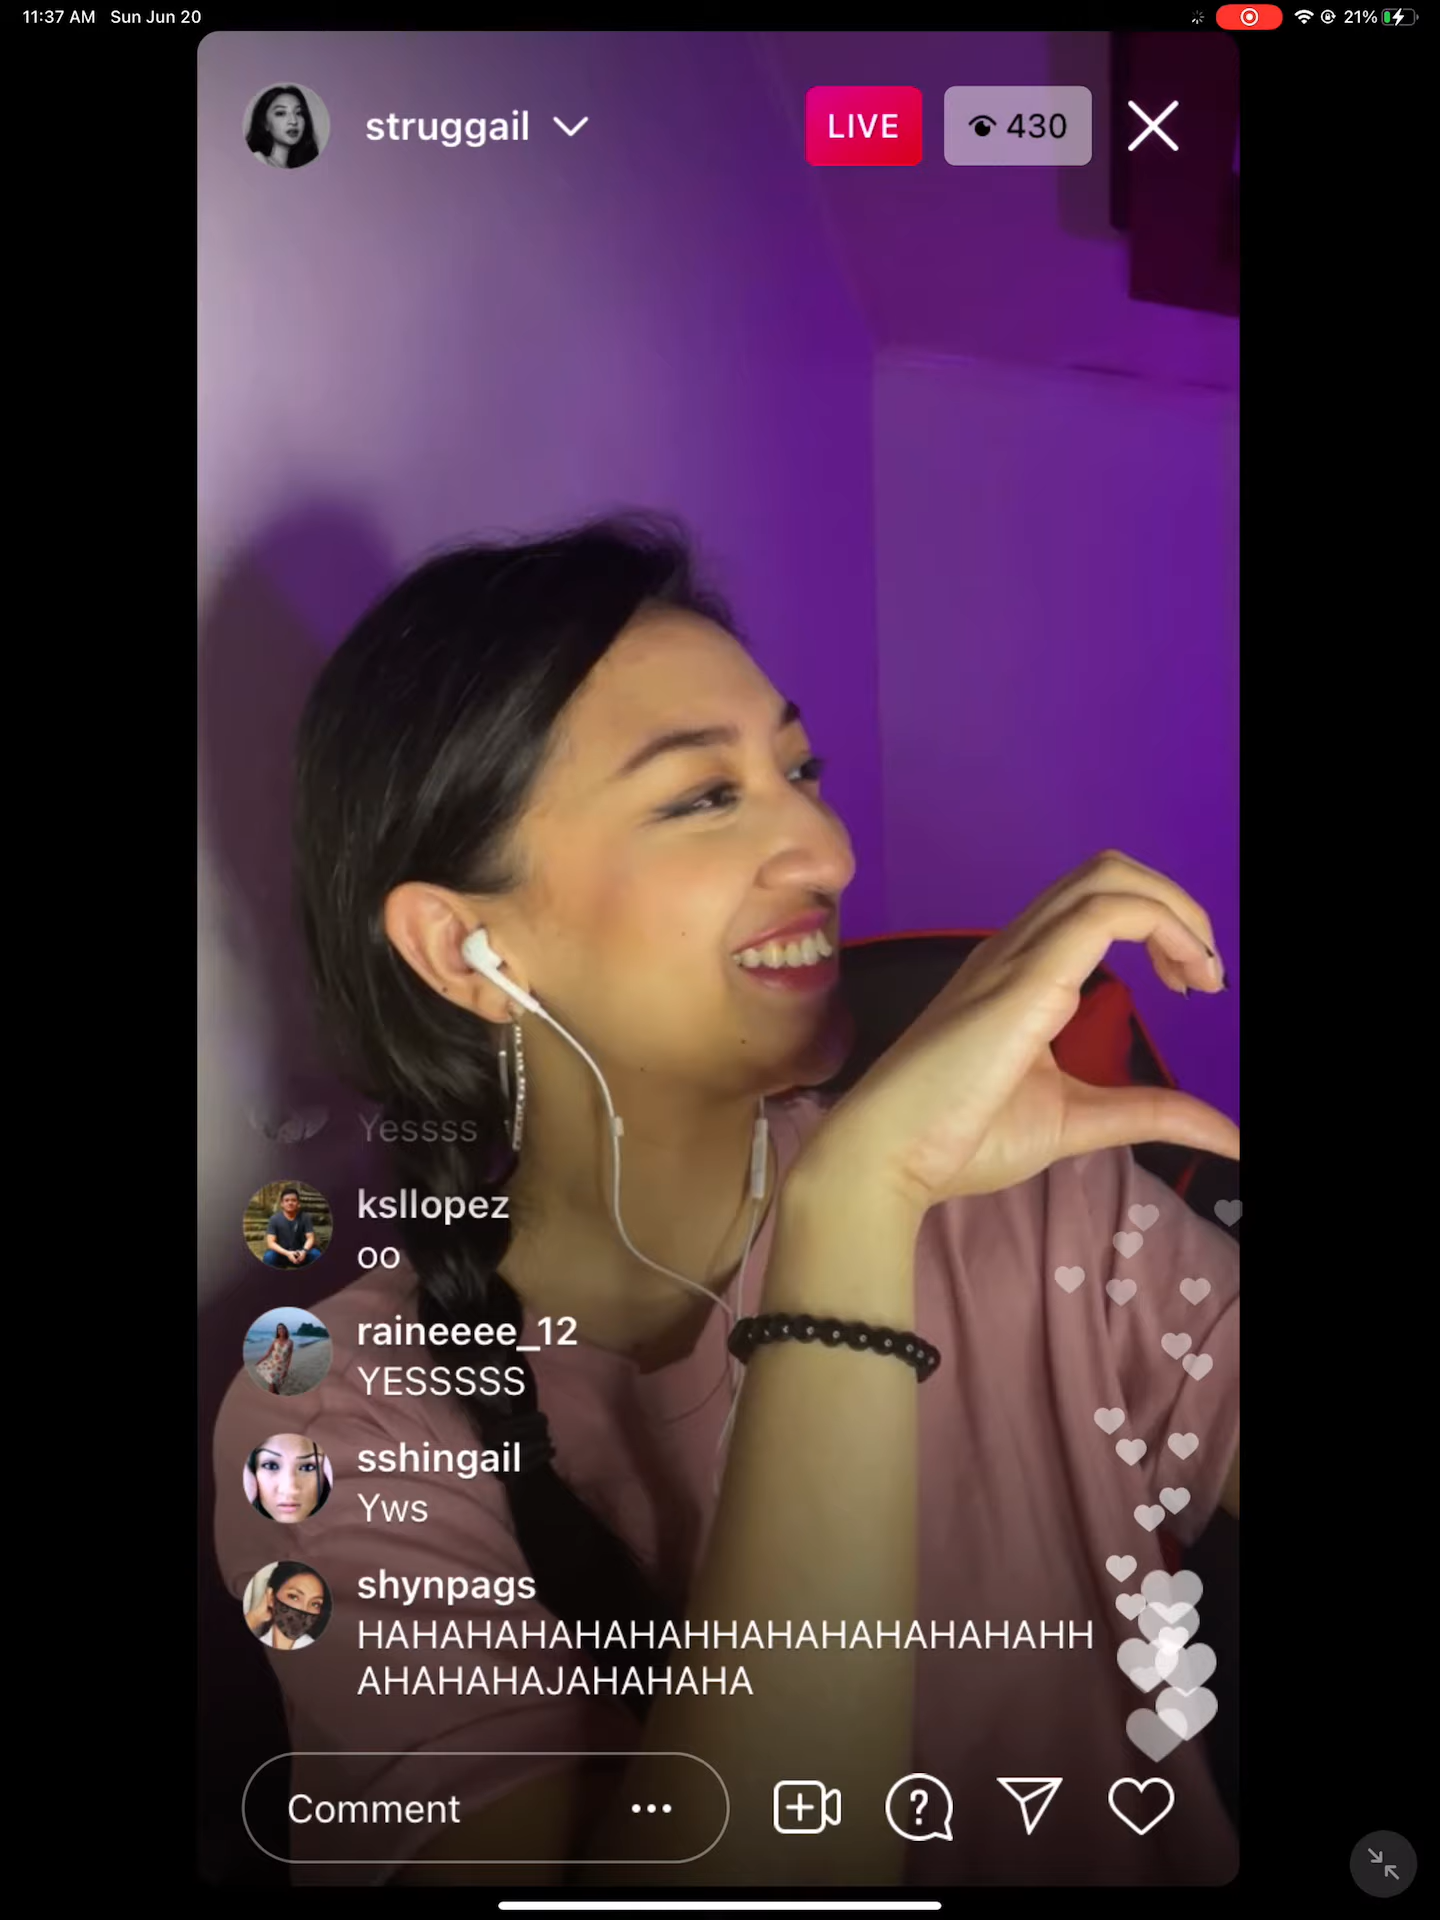 11:37 AM Sun Jun 20
21%
struggail
LIVE
430
Yessss
ksllopez
oo
raineeee_12
YESSSSS
sshingail
Yws
shynpags
HAHAHAHAHAHAHHAHAHAHAHAHAHH
AHAHAHAJAHAHAHA
Comment